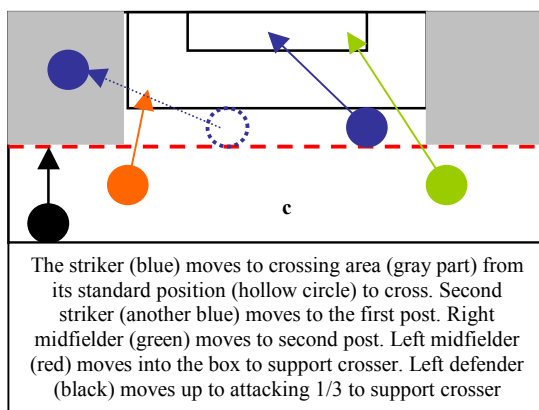 c
The striker (blue) moves to crossing area (gray part) from
its standard position (hollow circle) to cross. Second
striker (another blue) moves to the first post. Right
midfielder (green) moves to second post. Left midfielder
(red) moves into the box to support crosser. Left defender
(black) moves up to attacking 1/3 to support crosser